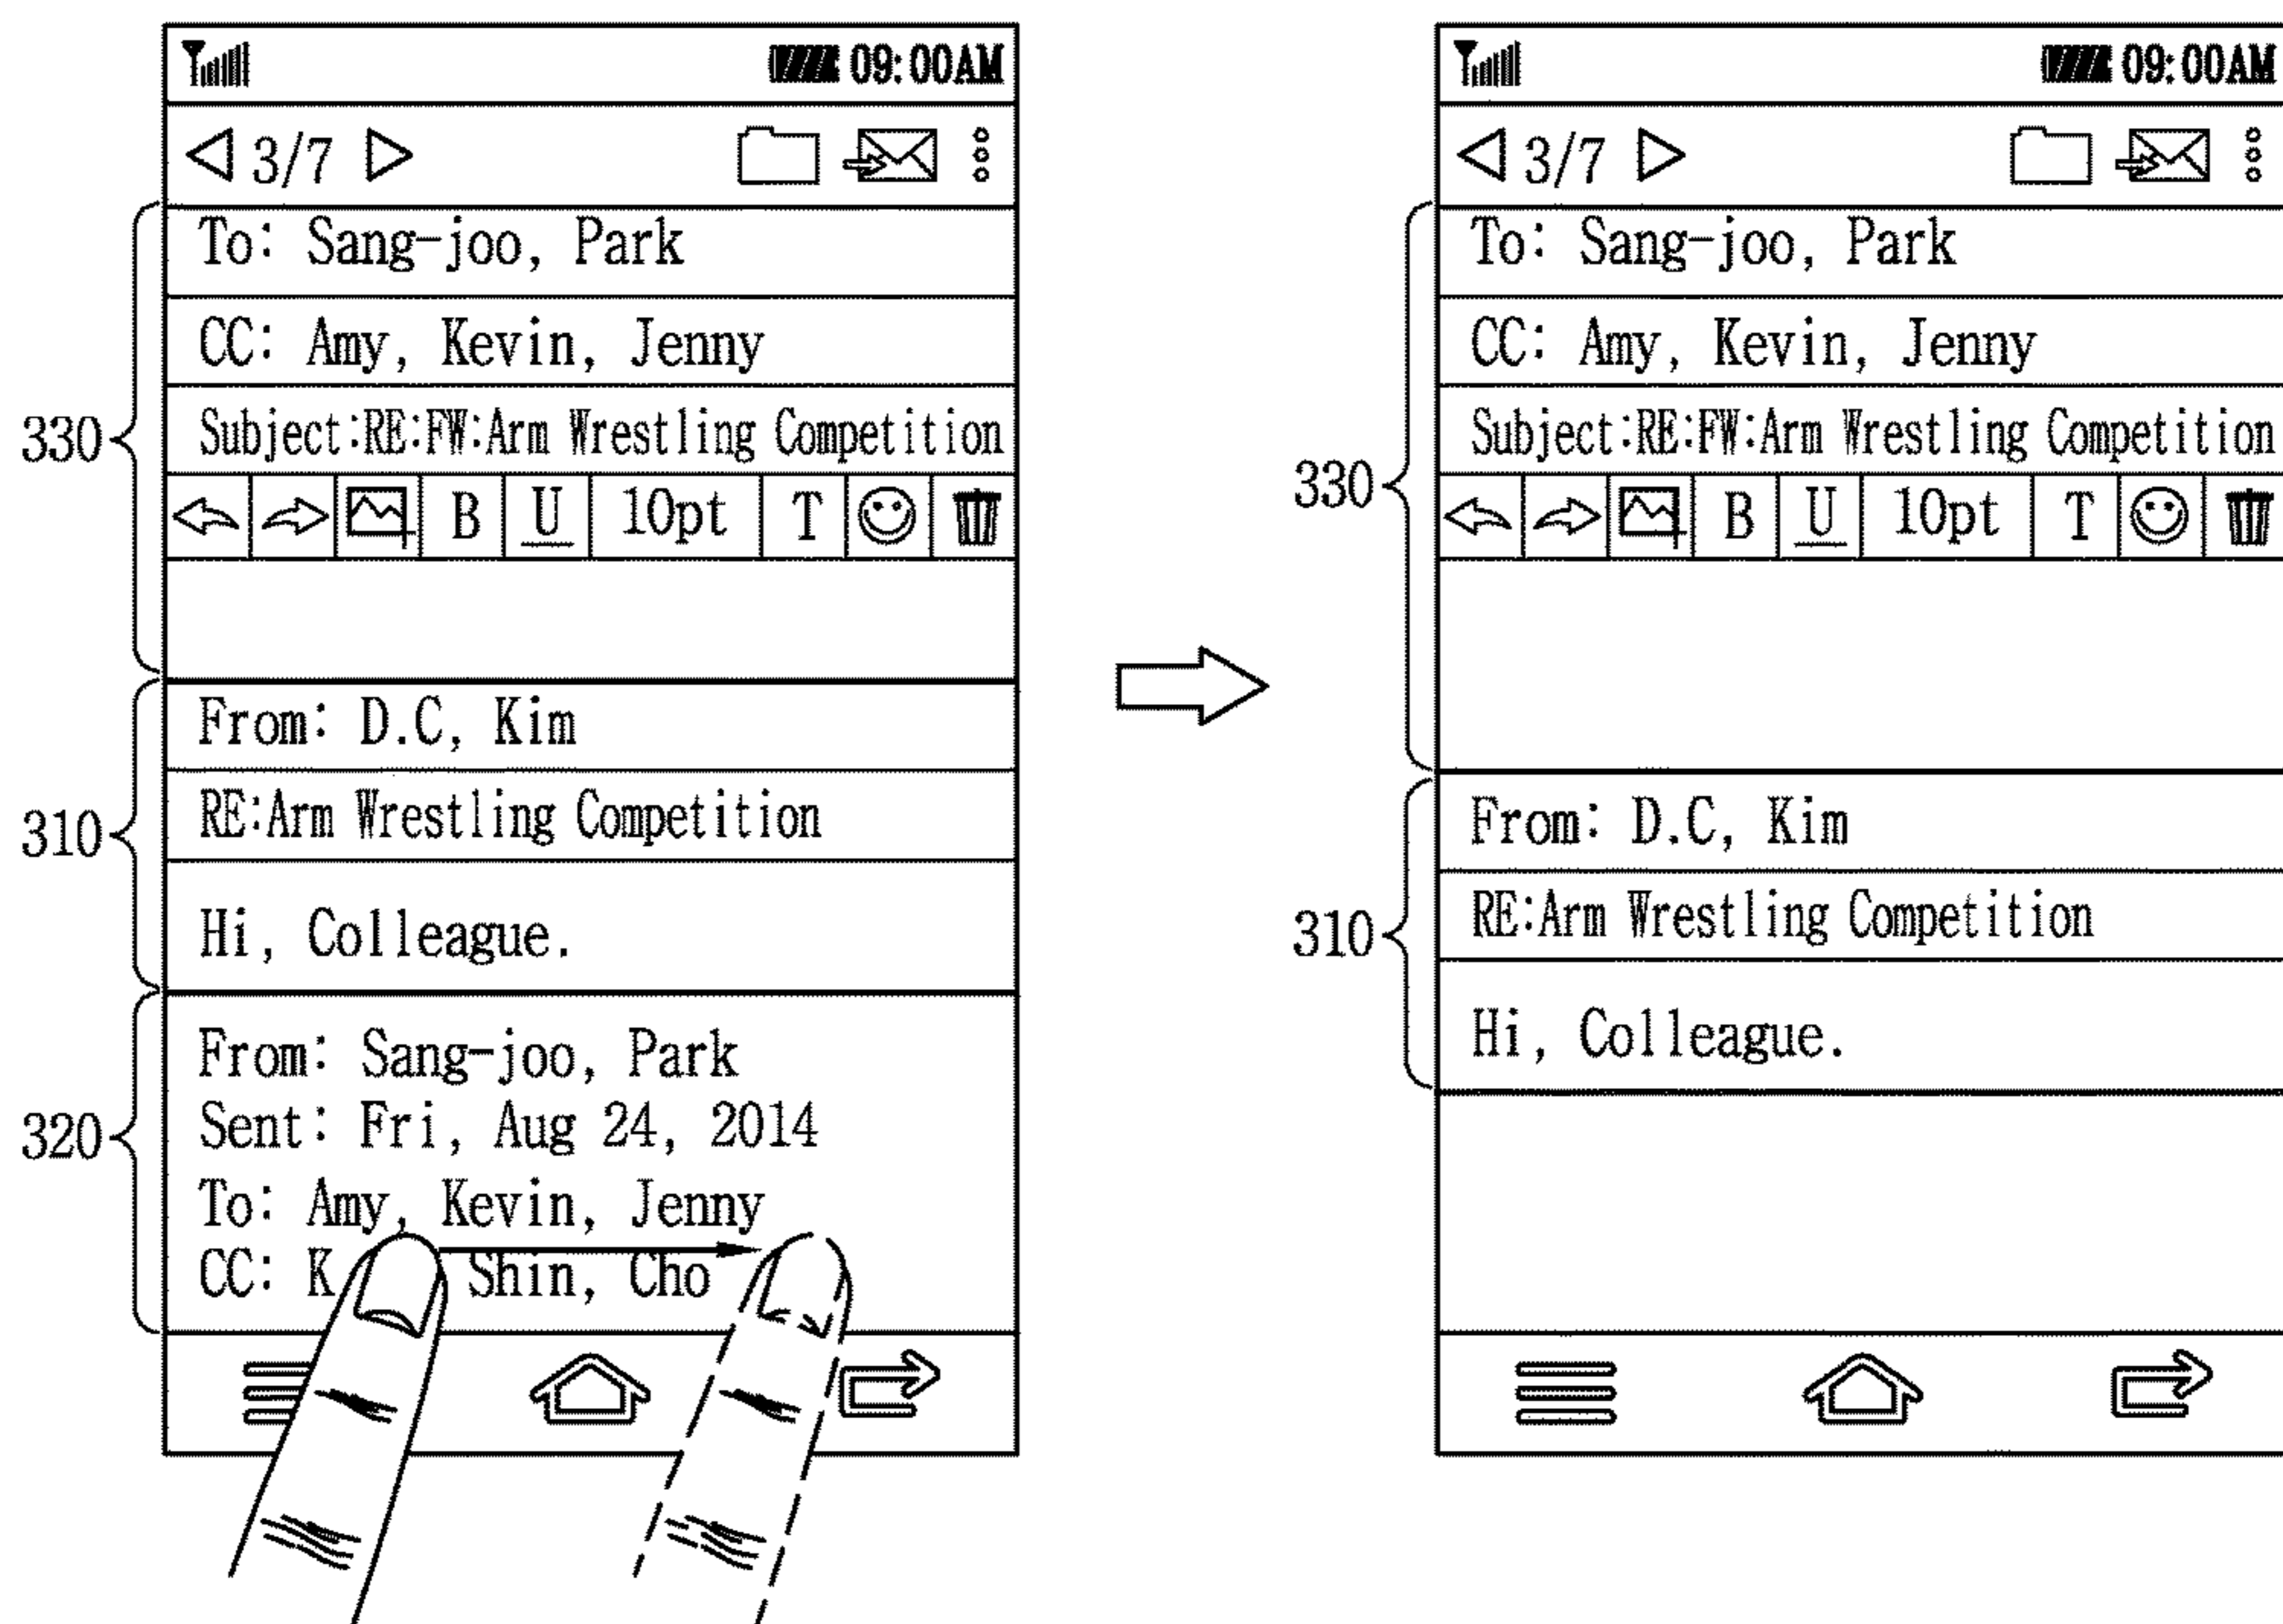 09:00AM
3/7
To: Sang-joo, Park
CC: Amy, Kevin, Jenny
330
Subject:RE:FW:Arm Wrestling Competition
B U 10pt T
From: D.C, Kim
310
RE:Arm Wrestling Competition
Hi, Colleague.
320
From: Sang-joo, Park
Sent: Fri, Aug 24, 2014
To: Amy, Kevin, Jenny
CC: K Shin, Cho
09:00AM
3/7
To: Sang-joo, Park
CC: Amy, Kevin, Jenny
330
Subject:RE:FW:Arm Wrestling Competition
B U 10pt T
From: D.C, Kim
310
RE:Arm Wrestling Competition
Hi, Colleague.